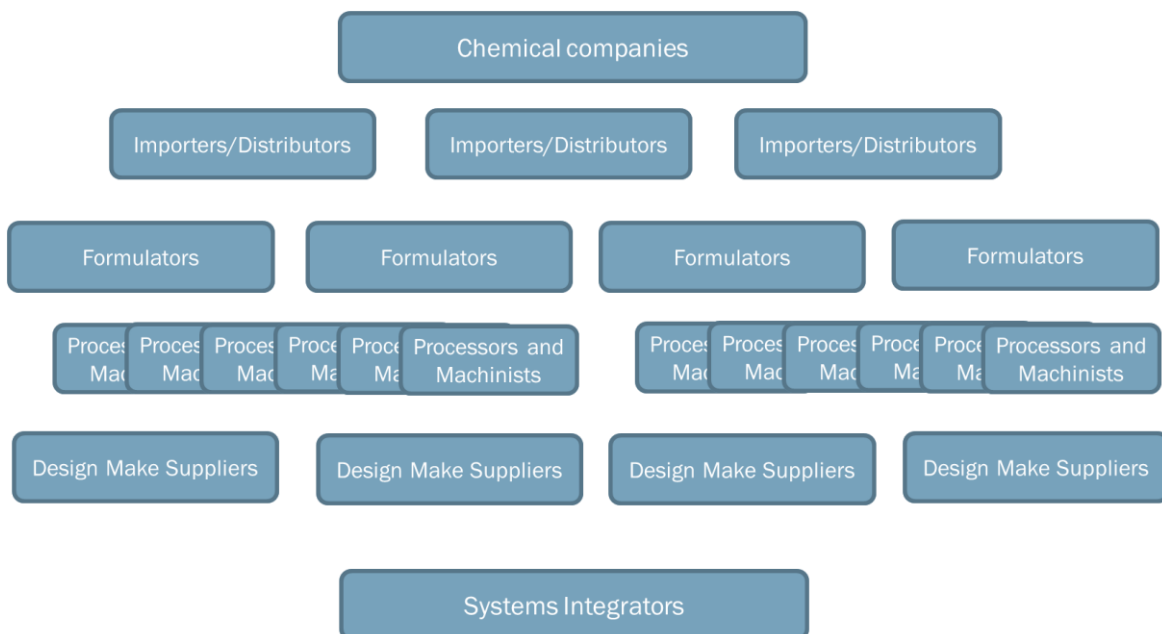 Chemical companies
Importers/Distributors
Importers/Distributors
Importers/Distributors
Formulators
Formulators
Formulators
Formulators
Processors and
Machinists
Processors and
Machinists
Design Make Suppliers
Design Make Suppliers
Design Make Suppliers
Design Make Suppliers
Systems Integrators